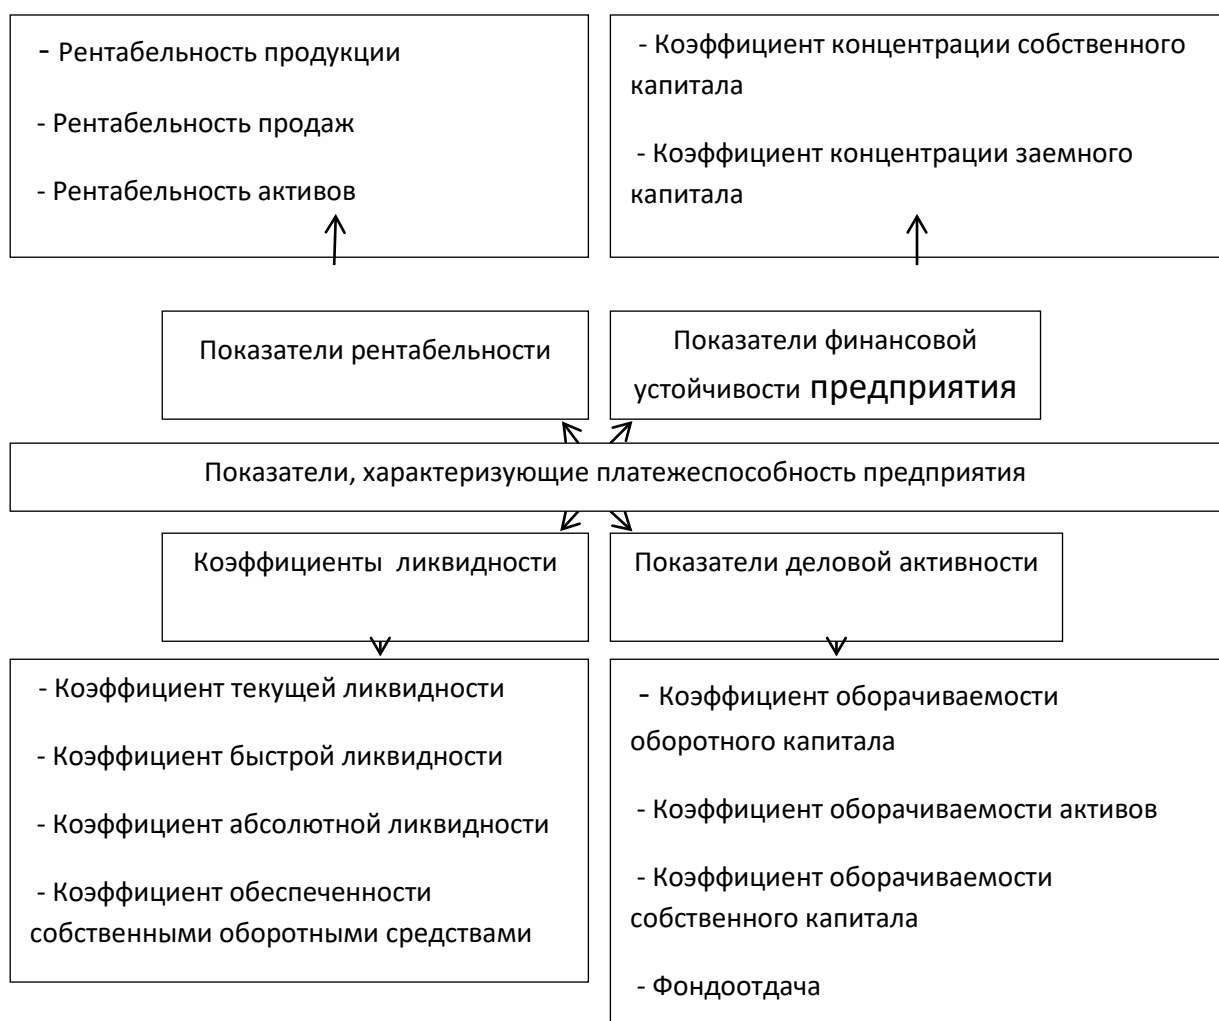 - Рентабельность продукции
- Рентабельность продаж
- Рентабельность активов
- Коэффициент концентрации собственного
капитала
- Коэффициент концентрации заемного
капитала
Показатели рентабельности
Показатели финансовой
устойчивости предприятия
Показатели, характеризующие платежеспособность предприятия
Коэффициенты ликвидности
Показатели деловой активности
- Коэффициент текущей ликвидности
- Коэффициент быстрой ликвидности
- Коэффициент абсолютной ликвидности
- Коэффициент обеспеченности
собственными оборотными средствами
- Коэффициент оборачиваемости
оборотного капитала
- Коэффициент оборачиваемости активов
- Коэффициент оборачиваемости
собственного капитала
- Фондоотдача